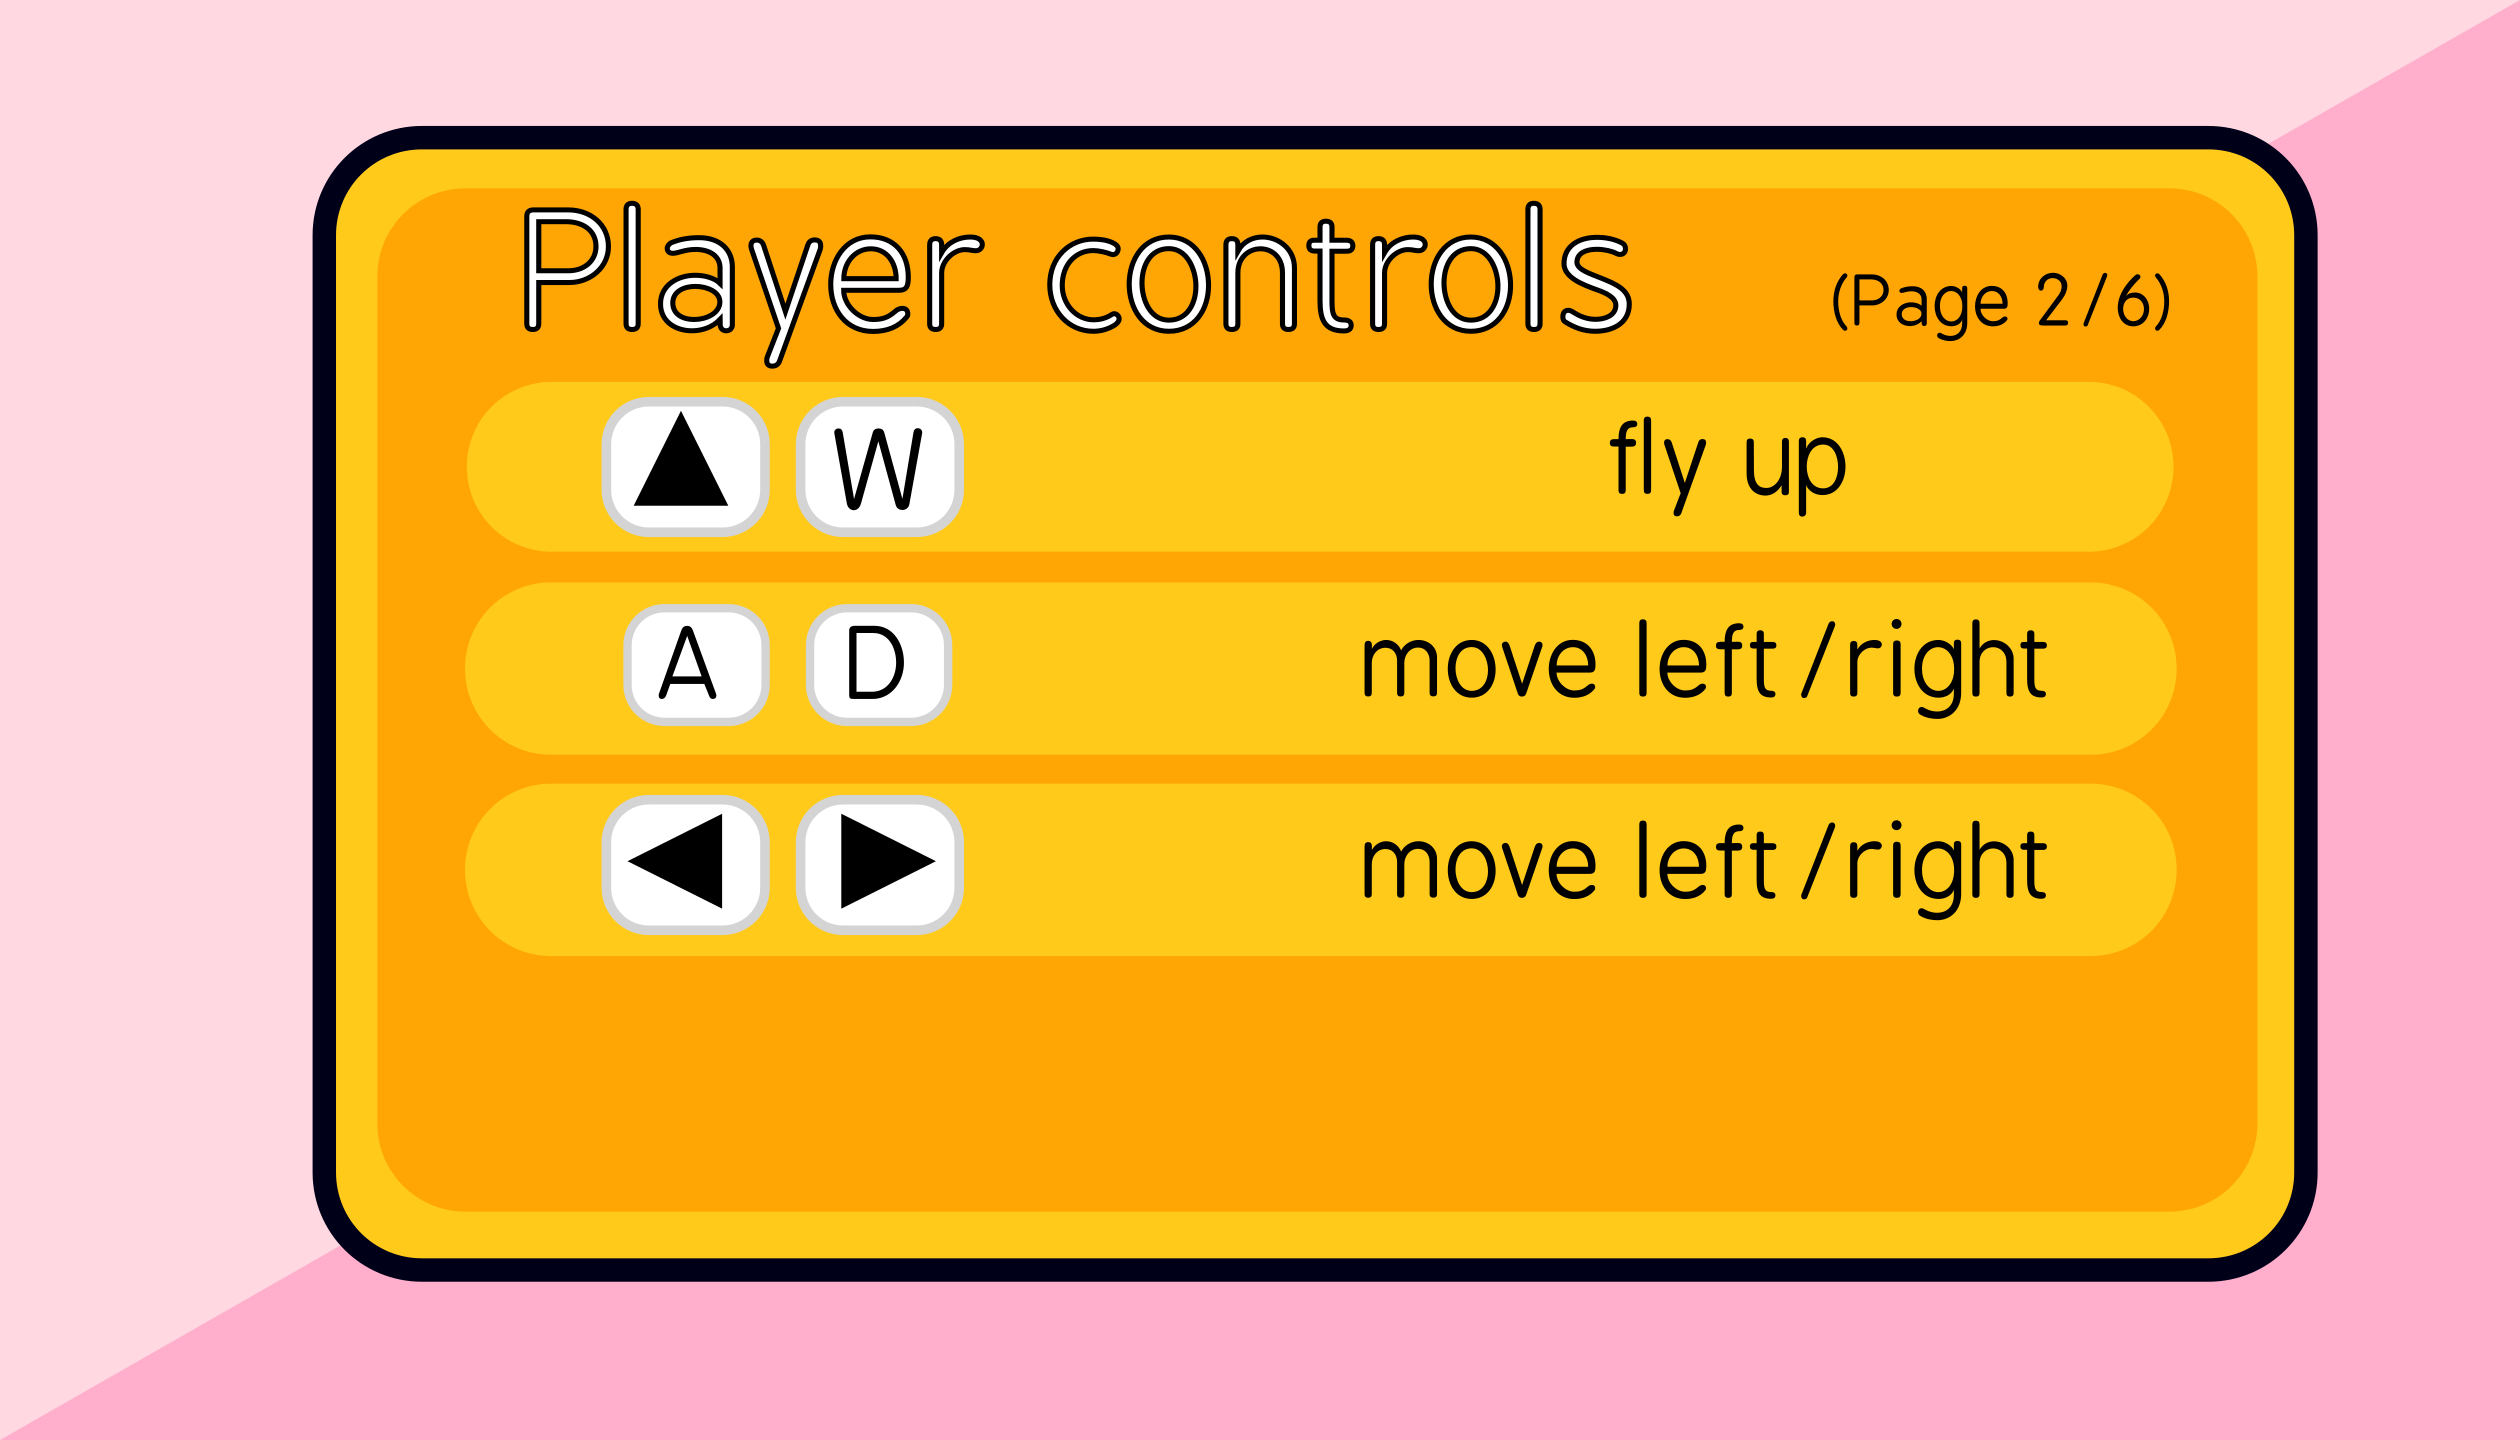 Player controls (Page 2/6)
W fly up
A D move left /right
move left /right